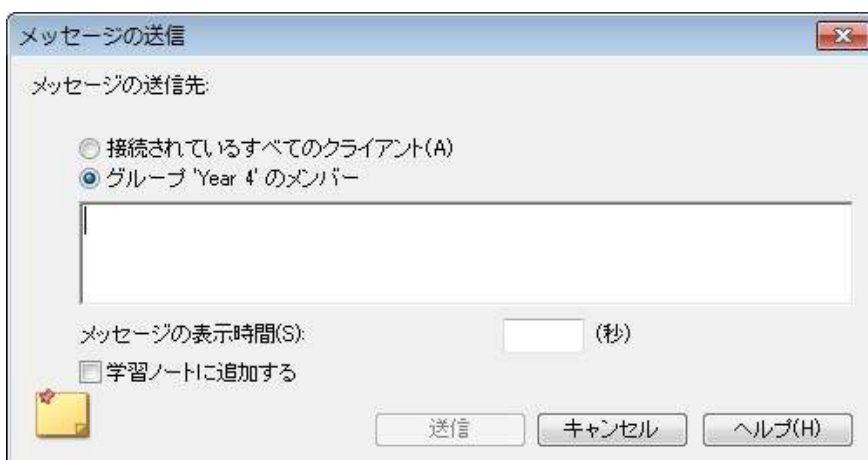 メッセージの送信
メッセージの送信先:
接続されているすべてのクライアント(A)
グループ 'Year 4' のメンバー
メッセージの表示時間(S): (秒)
学習ノートに追加する
送信 キャンセル ヘルプ(H)